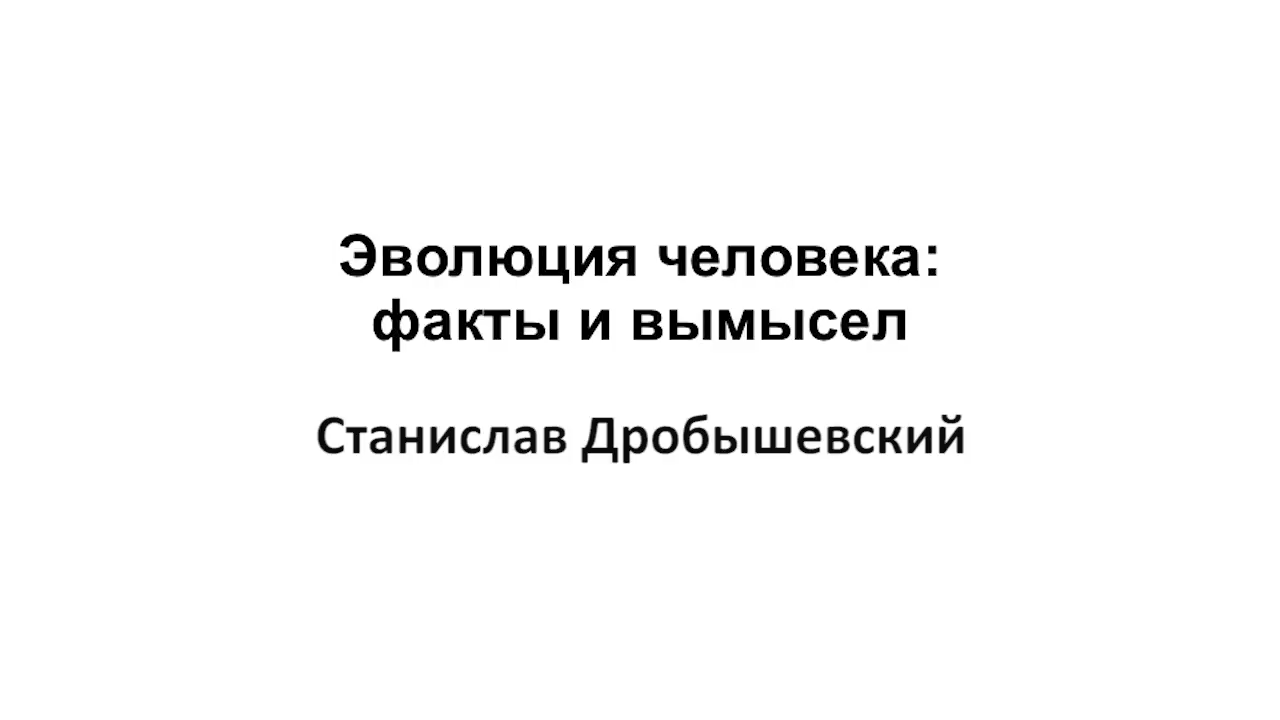 Эволюция человека:
факты и вымысел
Станислав Дробышевский